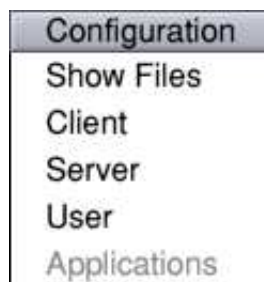 Configuration
Show Files
Client
Server
User
Applications